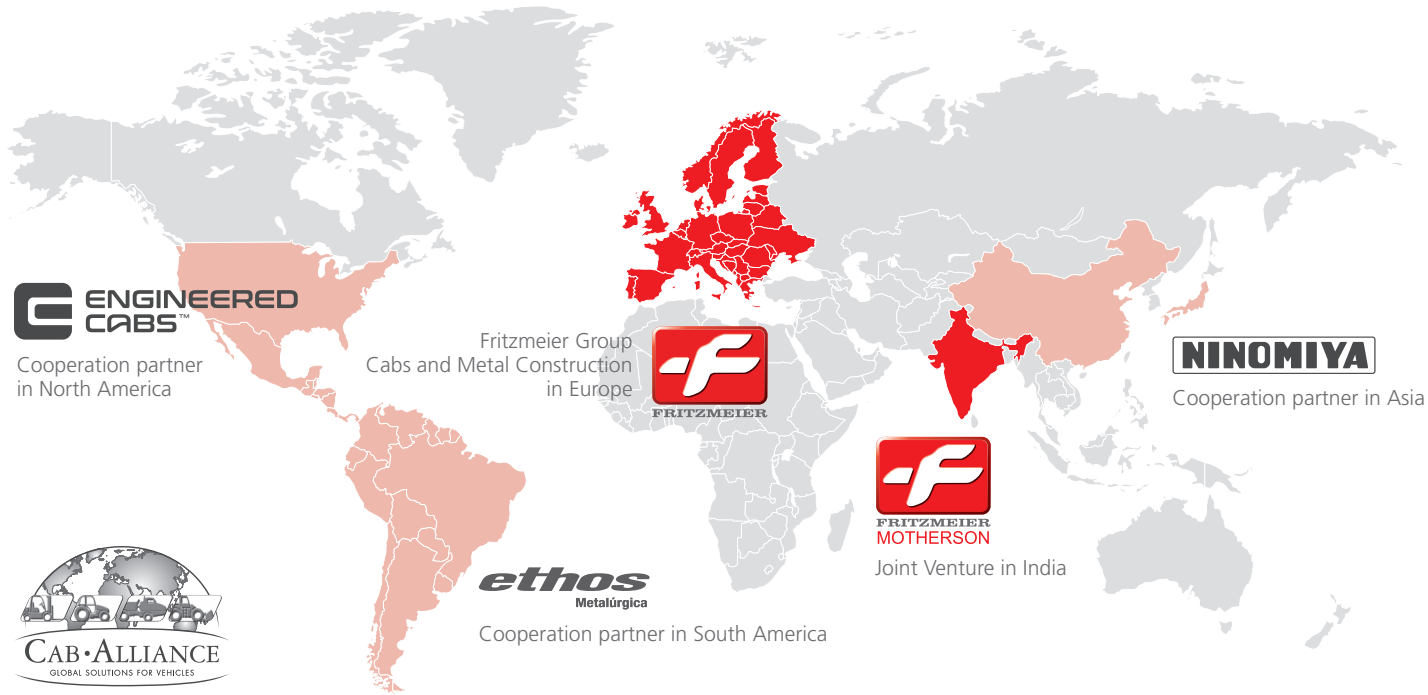 ENGINEERED
CABS™
Cooperation partner
in North America
Fritzmeier Group
Cabs and Metal Construction
in Europe
FRITZMEIER
NINOMIYA
Cooperation partner in Asia
FRITZMEIER
MOTHERSON
Joint Venture in India
ethos
Metalúrgica
Cooperation partner in South America
CAB•ALLIANCE
GLOBAL SOLUTIONS FOR VEHICLES